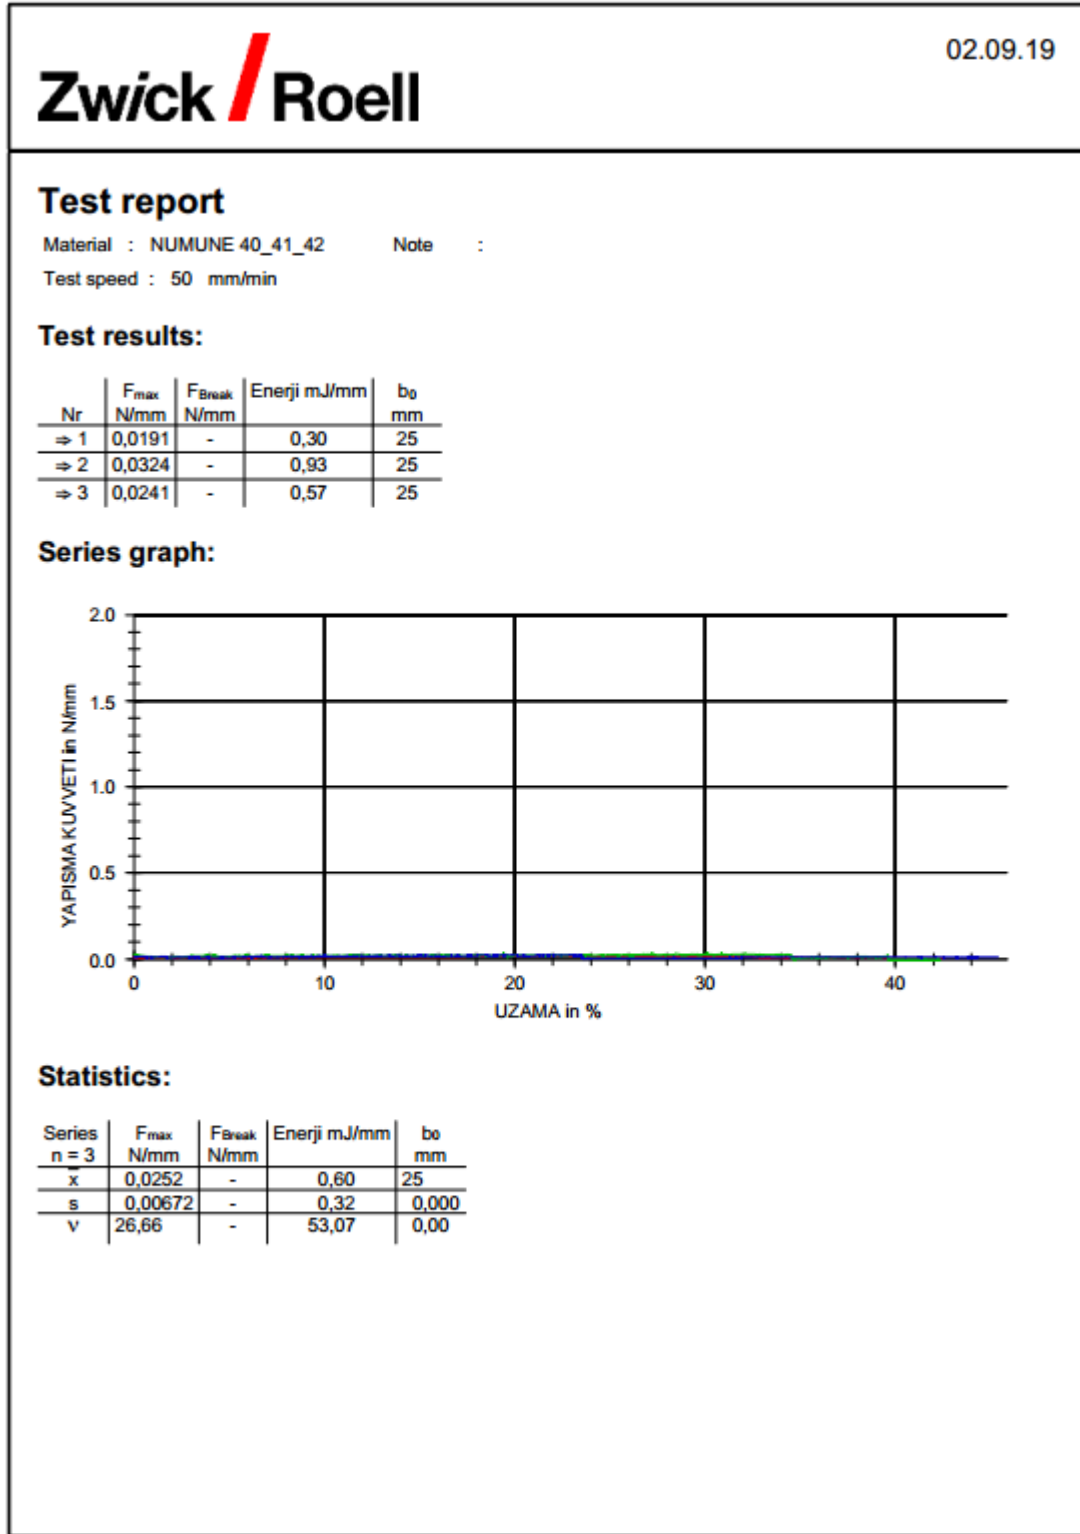 02.09.19
Zwick / Roell
Test report
Material : NUMUNE 40_41_42 Note :
Test speed : 50 mm/min
Test results:
Fmax FBreak Enerji mJ/mm b0
Nr N/mm N/mm mm
⇒ 1 0,0191 - 0,30 25
⇒ 2 0,0324 - 0,93 25
⇒ 3 0,0241 - 0,57 25
Series graph:
2.0
1.5
1.0
0.5
0.0
YAPISMA KUVVETI in N/mm
0 10 20 30 40
UZAMA in %
Statistics:
Series Fmax FBreak Enerji mJ/mm b0
n = 3 N/mm N/mm mm
x̄ 0,0252 - 0,60 25
s 0,00672 - 0,32 0,000
ν 26,66 - 53,07 0,00